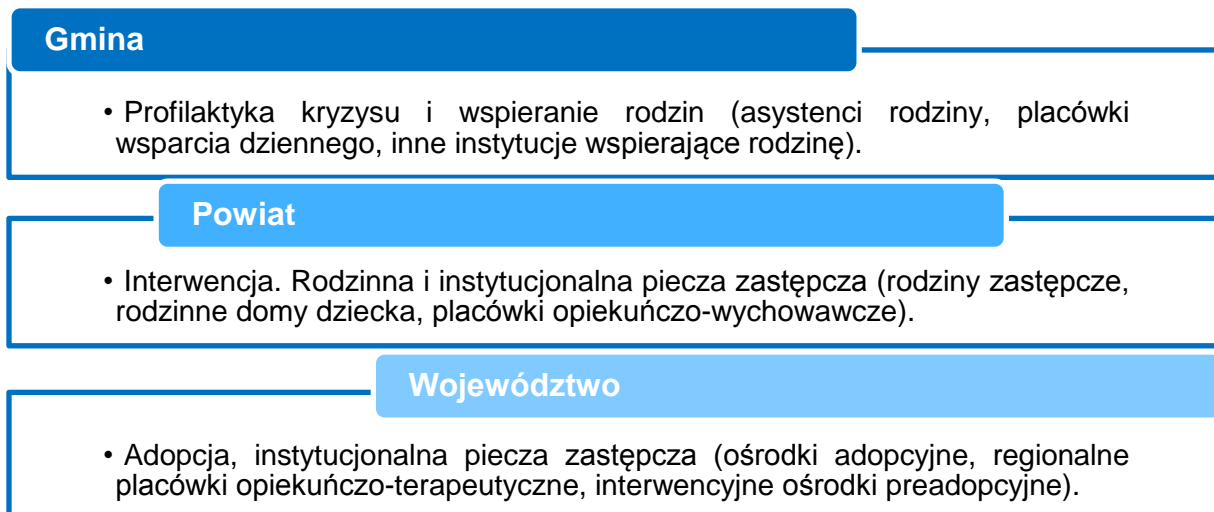 Gmina
• Profilaktyka kryzysu i wspieranie rodzin (asystenci rodziny, placówki
wsparcia dziennego, inne instytucje wspierające rodzinę).
Powiat
• Interwencja. Rodzinna i instytucjonalna piecza zastępcza (rodziny zastępcze,
rodzinne domy dziecka, placówki opiekuńczo-wychowawcze).
Województwo
• Adopcja, instytucjonalna piecza zastępcza (ośrodki adopcyjne, regionalne
placówki opiekuńczo-terapeutyczne, interwencyjne ośrodki preadopcyjne).